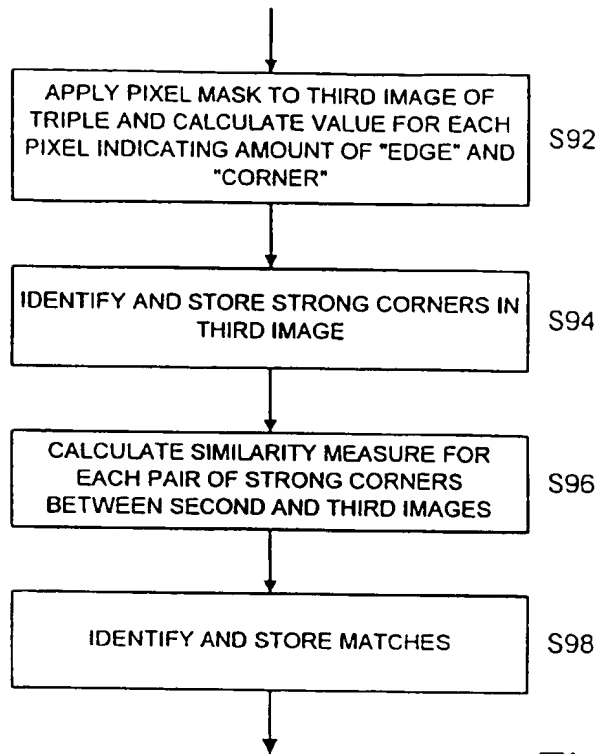 APPLY PIXEL MASK TO THIRD IMAGE OF
TRIPLE AND CALCULATE VALUE FOR EACH
PIXEL INDICATING AMOUNT OF "EDGE" AND
"CORNER"
S92
IDENTIFY AND STORE STRONG CORNERS IN
THIRD IMAGE
S94
CALCULATE SIMILARITY MEASURE FOR
EACH PAIR OF STRONG CORNERS
BETWEEN SECOND AND THIRD IMAGES
S96
IDENTIFY AND STORE MATCHES
S98